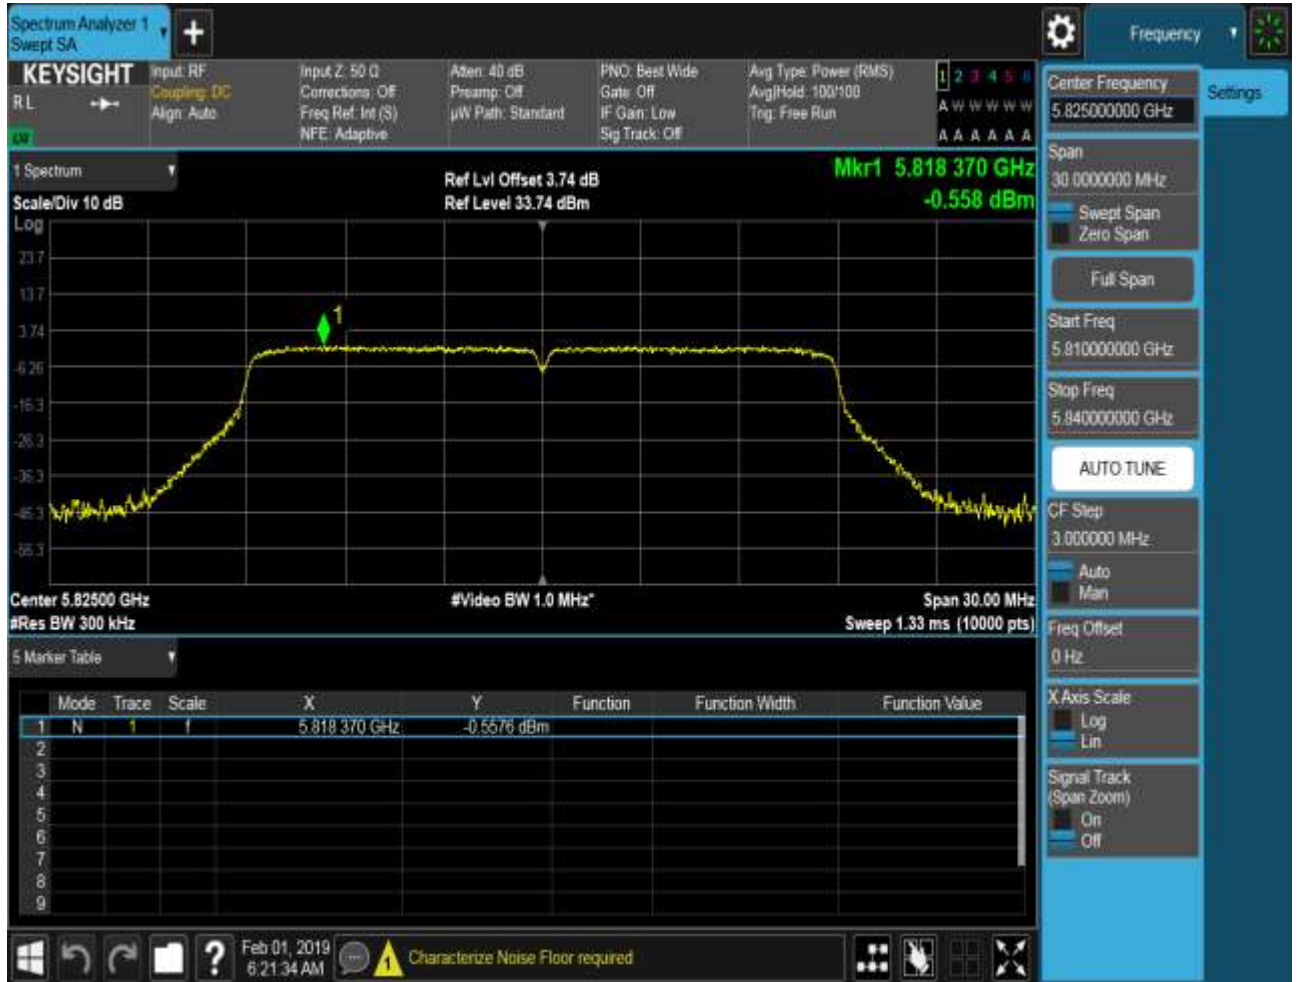 Spectrum Analyzer 1
Swept SA
+
Frequency
KEYSIGHT
RL
Input: RF
Coupling: DC
Align: Auto
Input Z: 50 Ω
Corrections: Off
Freq Ref: Int (S)
NFE: Adaptive
Atten: 40 dB
Preamp: Off
µW Path: Standard
PNO: Best Wide
Gate: Off
IF Gain: Low
Sig Track: Off
Avg Type: Power (RMS)
Avg|Hold: 100/100
Trig: Free Run
1 2 3 4 5 6
A W W W W W
A A A A A A
1 Spectrum
Scale/Div 10 dB
Ref Lvl Offset 3.74 dB
Ref Level 33.74 dBm
Mkr1 5.818 370 GHz
-0.558 dBm
Log
23.7
13.7
3.74
-6.26
-16.3
-26.3
-36.3
-46.3
-56.3
1
Center 5.82500 GHz
#Res BW 300 kHz
#Video BW 1.0 MHz*
Span 30.00 MHz
Sweep 1.33 ms (10000 pts)
5 Marker Table
Mode Trace Scale X Y Function Function Width Function Value
1 N 1 f 5.818 370 GHz -0.5576 dBm
2
3
4
5
6
7
8
9
Center Frequency
5.825000000 GHz
Settings
Span
30.0000000 MHz
Swept Span
Zero Span
Full Span
Start Freq
5.810000000 GHz
Stop Freq
5.840000000 GHz
AUTO TUNE
CF Step
3.000000 MHz
Auto
Man
Freq Offset
0 Hz
X Axis Scale
Log
Lin
Signal Track
(Span Zoom)
On
Off
?
Feb 01, 2019
6:21:34 AM
1
Characterize Noise Floor required